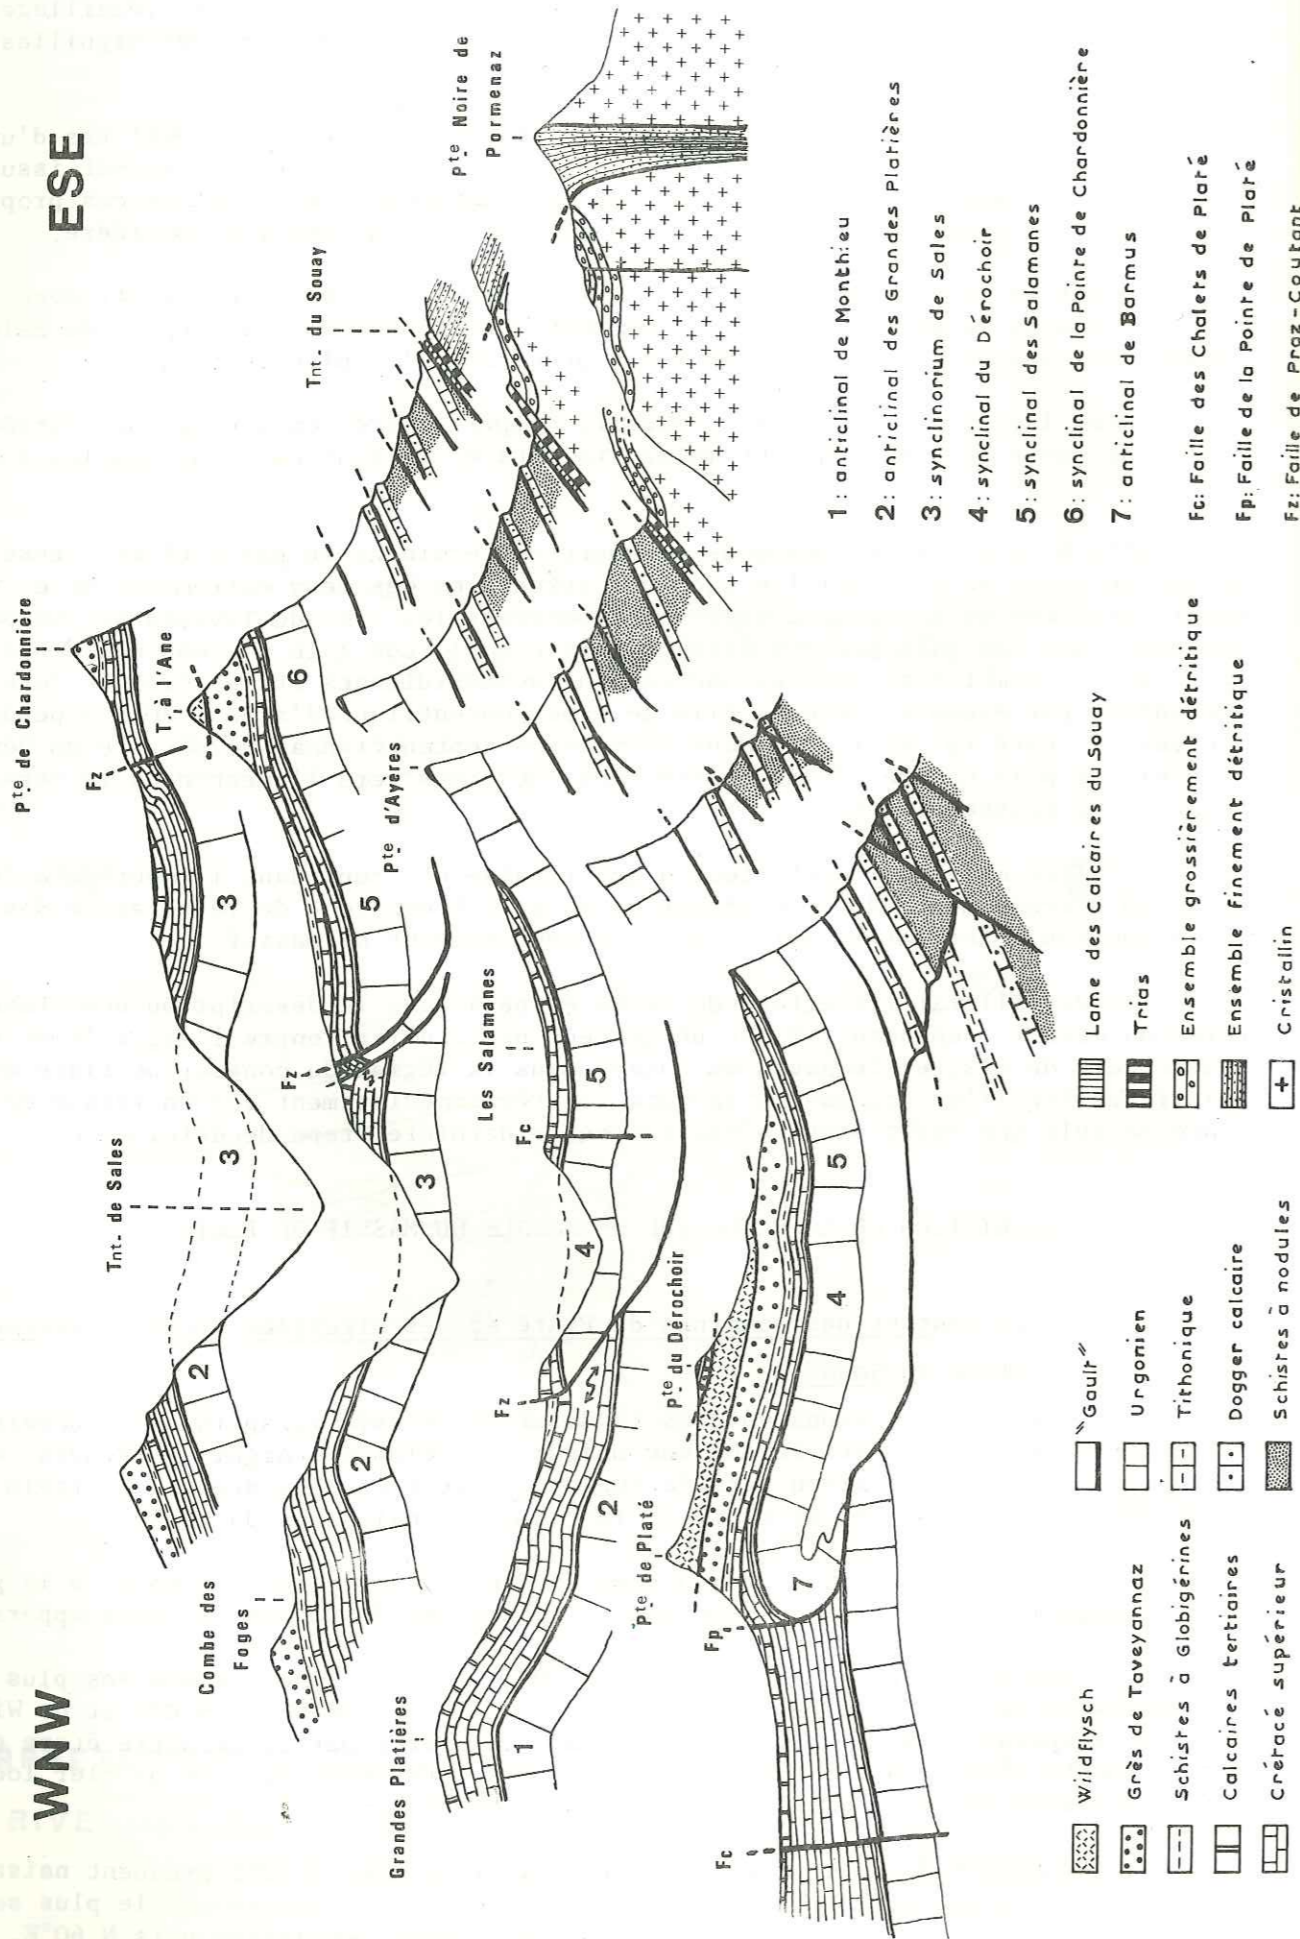 WNW
ESE
Pte de Chardonnière
Fz
Tnt. de Sales
3
3
2
T. à l'Ane
6
Combe des
Foges
Fz
5
3
2
Tnt. du Souay
Pte Noire de
Pormenaz
Pte d'Ayères
Les Salamanes
Fc
5
4
Fz
2
Grandes Platières
1
Pte du Dérochoir
Pte de Platé
Fp
5
4
7
Fc
1: anticlinal de Monthieu
2: anticlinal des Grandes Platières
3: synclinorium de Sales
4: synclinal du Dérochoir
5: synclinal des Salamanes
6: synclinal de la Pointe de Chardonnière
7: anticlinal de Barmus
Fc: Faille des Chalets de Platé
Fp: Faille de la Pointe de Platé
Fz: Faille de Praz-Coutant
Wildflysch
Grès de Taveyannaz
Schistes à Globigérines
Calcaires tertiaires
Crétacé supérieur
"Gault"
Urgonien
Tithonique
Dogger calcaire
Schistes à nodules
Lame des Calcaires du Souay
Trias
Ensemble grossièrement détritique
Ensemble finement détritique
Cristallin